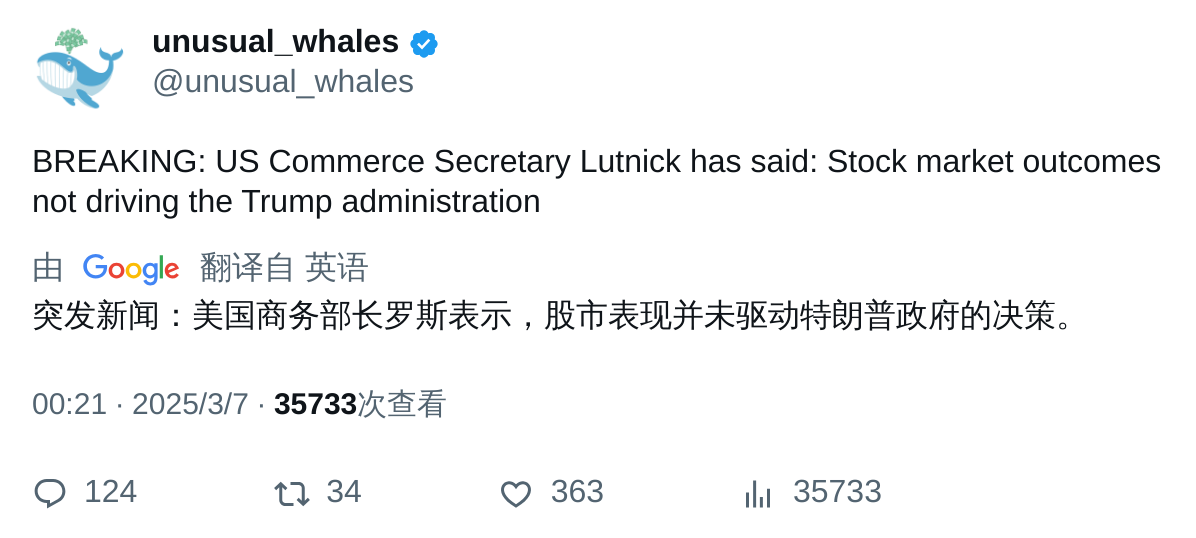 unusual_whales
@unusual_whales
BREAKING: US Commerce Secretary Lutnick has said: Stock market outcomes
not driving the Trump administration
由 Google 翻译自 英语
突发新闻：美国商务部长罗斯表示，股市表现并未驱动特朗普政府的决策。
00:21 · 2025/3/7 · 35733次查看
124 34 363 35733